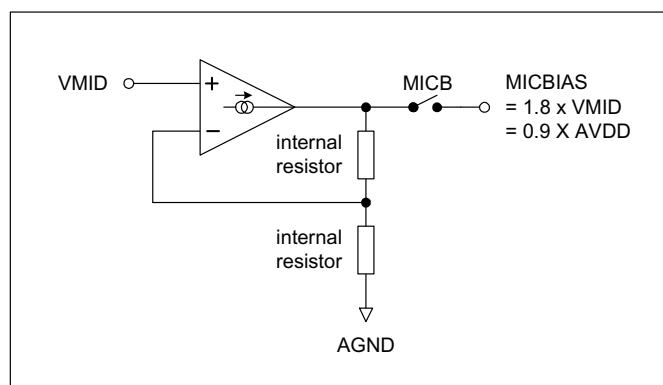 VMID
+
−
MICB
MICBIAS
= 1.8 x VMID
= 0.9 X AVDD
internal
resistor
internal
resistor
AGND